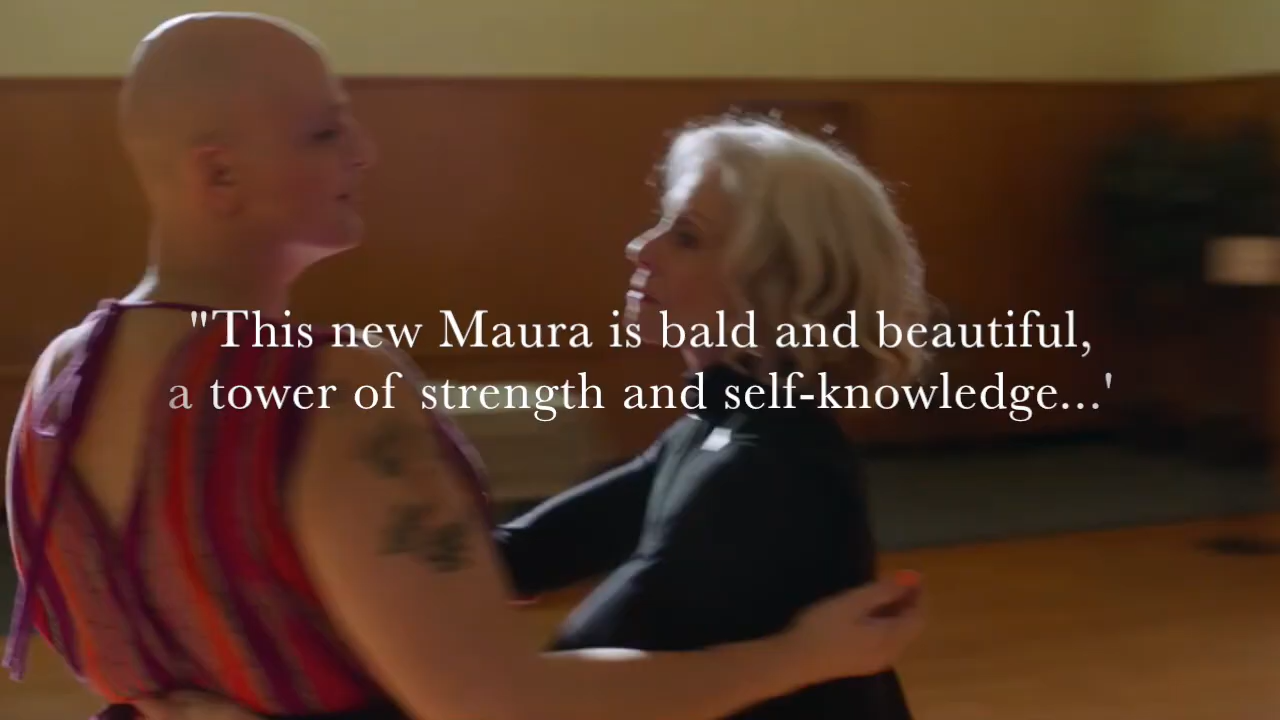 "This new Maura is bald and beautiful,
a tower of strength and self-knowledge...'